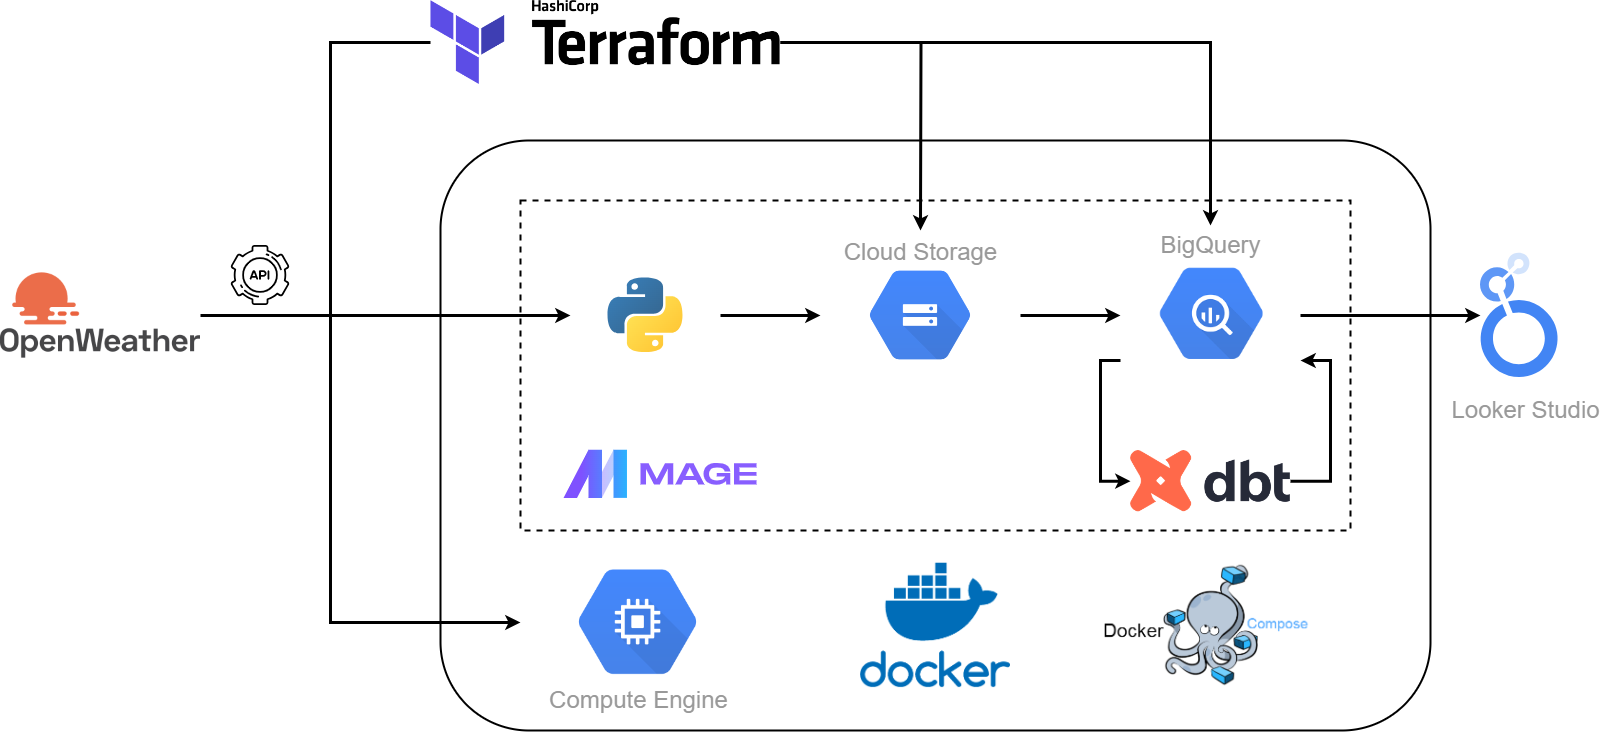 HashiCorp
Terraform
API
OpenWeather
Cloud Storage
BigQuery
Looker Studio
MAGE
dbt
Compute Engine
docker
Docker Compose